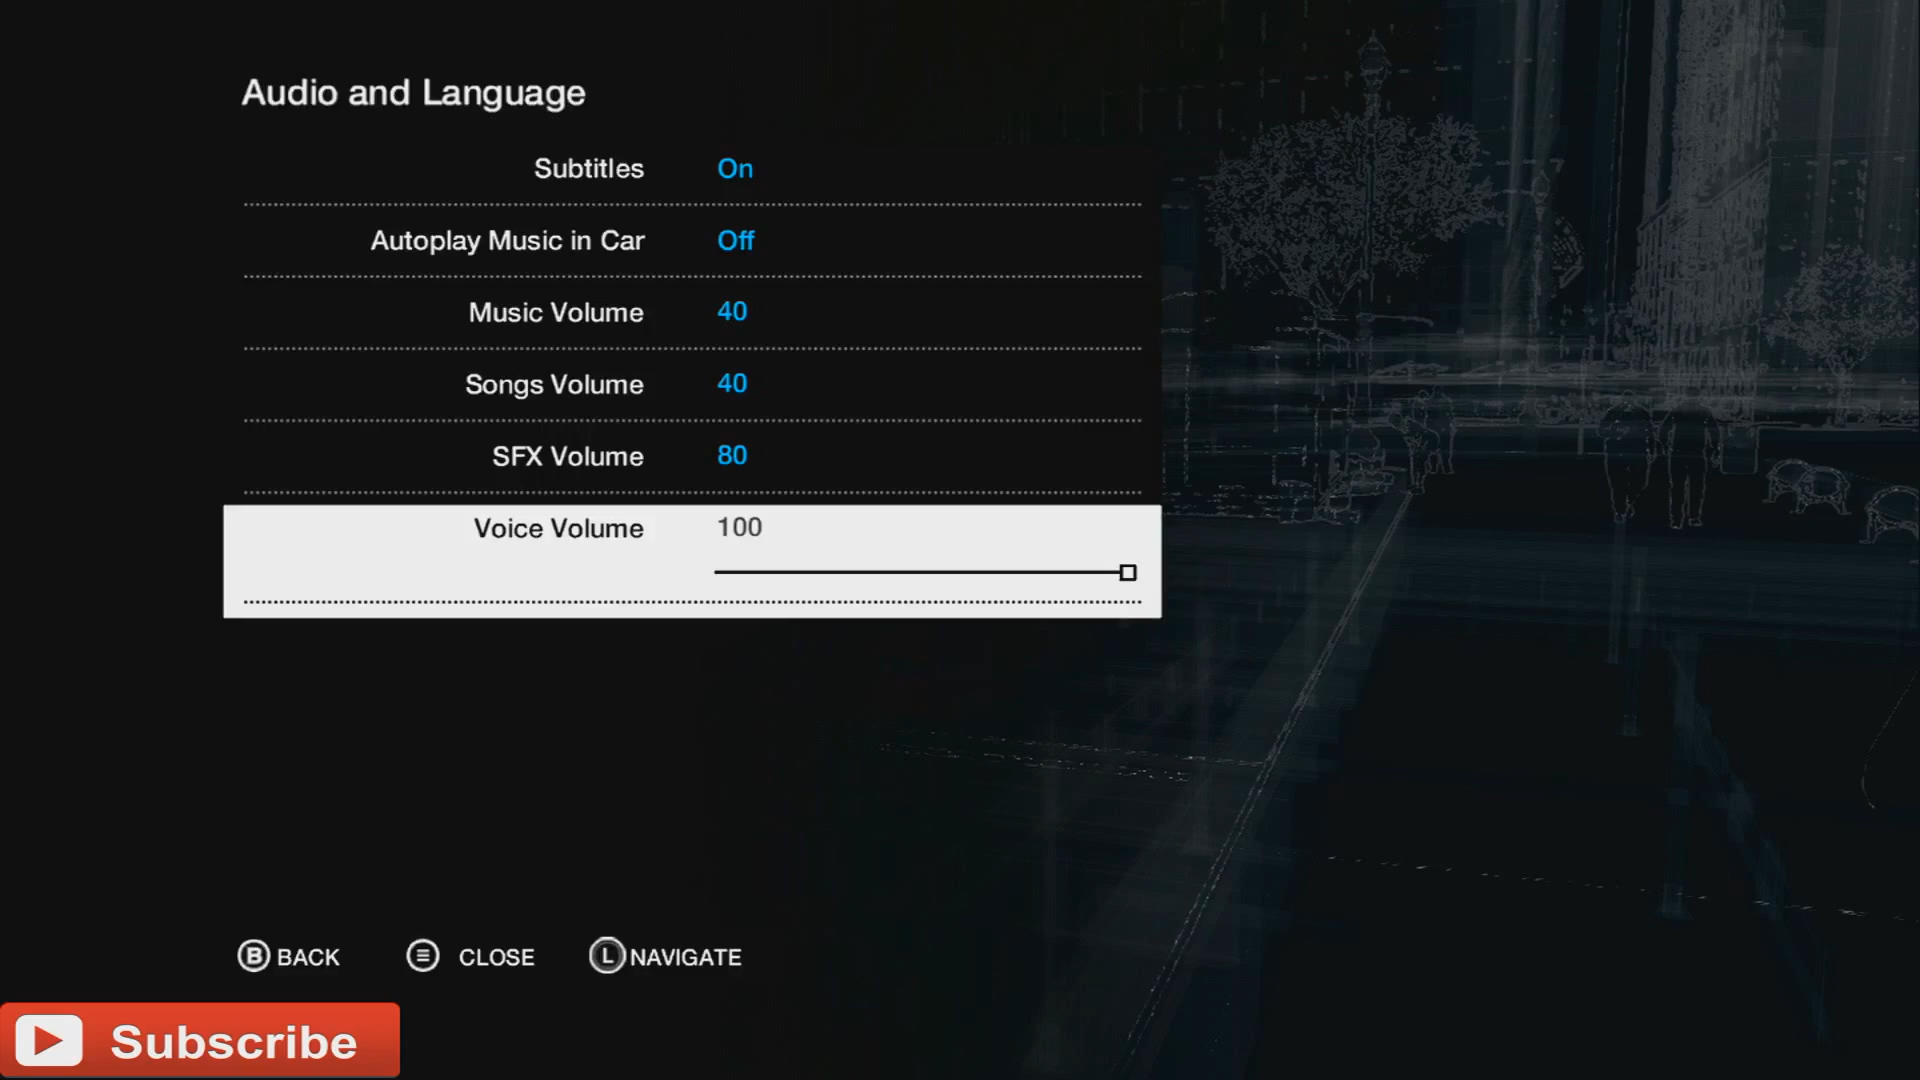 Audio and Language
Subtitles On
Autoplay Music in Car Off
Music Volume 40
Songs Volume 40
SFX Volume 80
Voice Volume 100
B BACK CLOSE L NAVIGATE
Subscribe